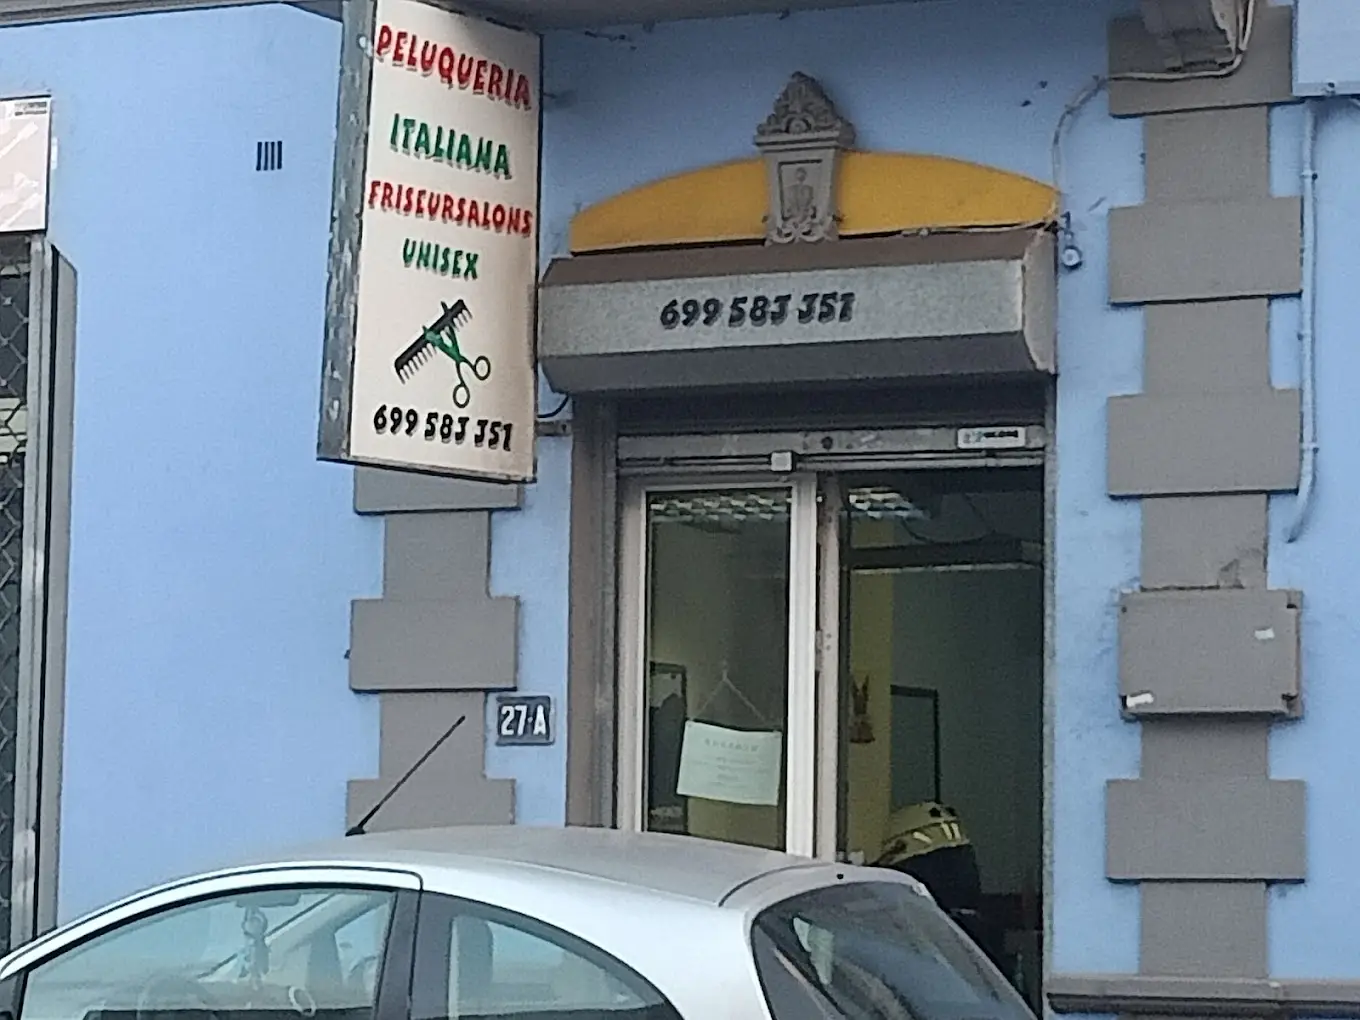 PELUQUERIA
ITALIANA
FRISEURSALONS
UNISEX
699 583 351
699 583 351
27-A